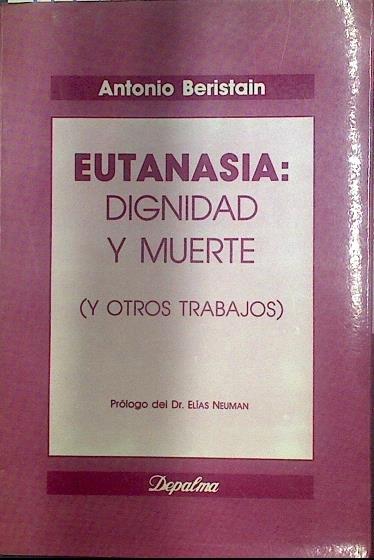 Antonio Beristain
EUTANASIA:
DIGNIDAD
Y MUERTE
(Y OTROS TRABAJOS)
Prólogo del Dr. ELÍAS NEUMAN
Depalma